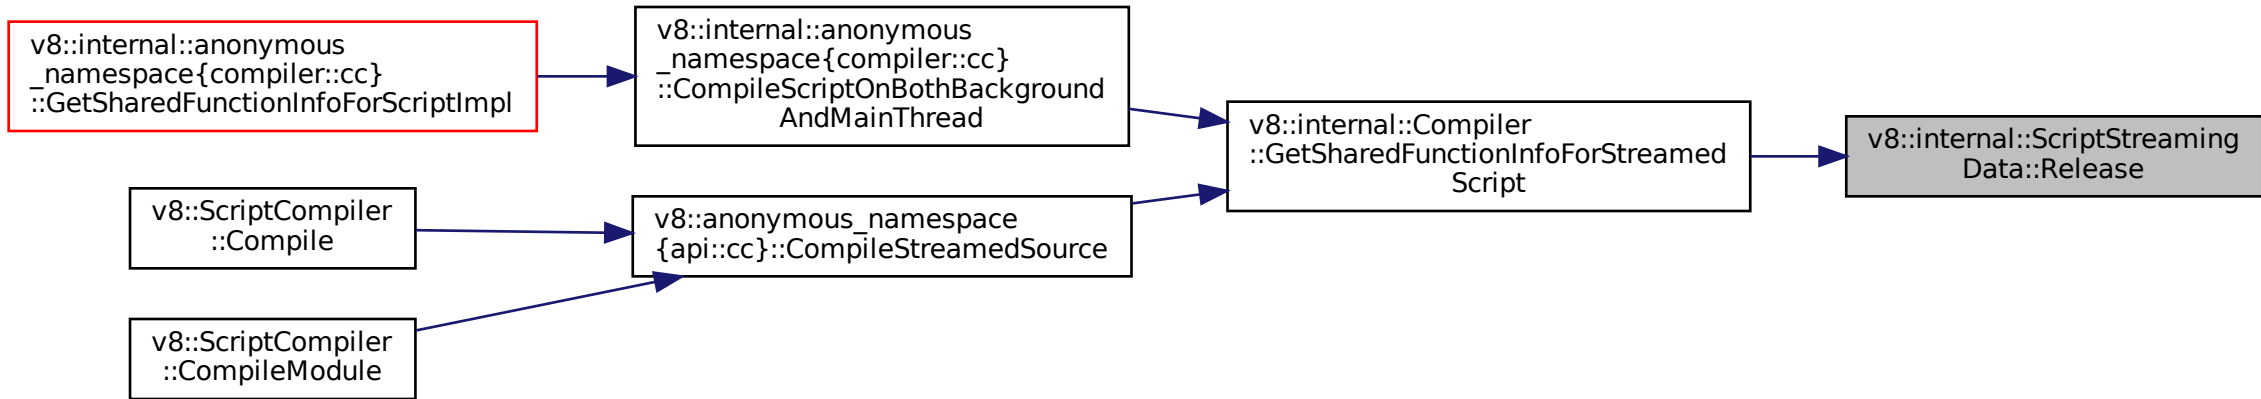 v8::internal::anonymous
_namespace{compiler::cc}
::GetSharedFunctionInfoForScriptImpl
v8::internal::anonymous
_namespace{compiler::cc}
::CompileScriptOnBothBackground
AndMainThread
v8::ScriptCompiler
::Compile
v8::anonymous_namespace
{api::cc}::CompileStreamedSource
v8::ScriptCompiler
::CompileModule
v8::internal::Compiler
::GetSharedFunctionInfoForStreamed
Script
v8::internal::ScriptStreaming
Data::Release